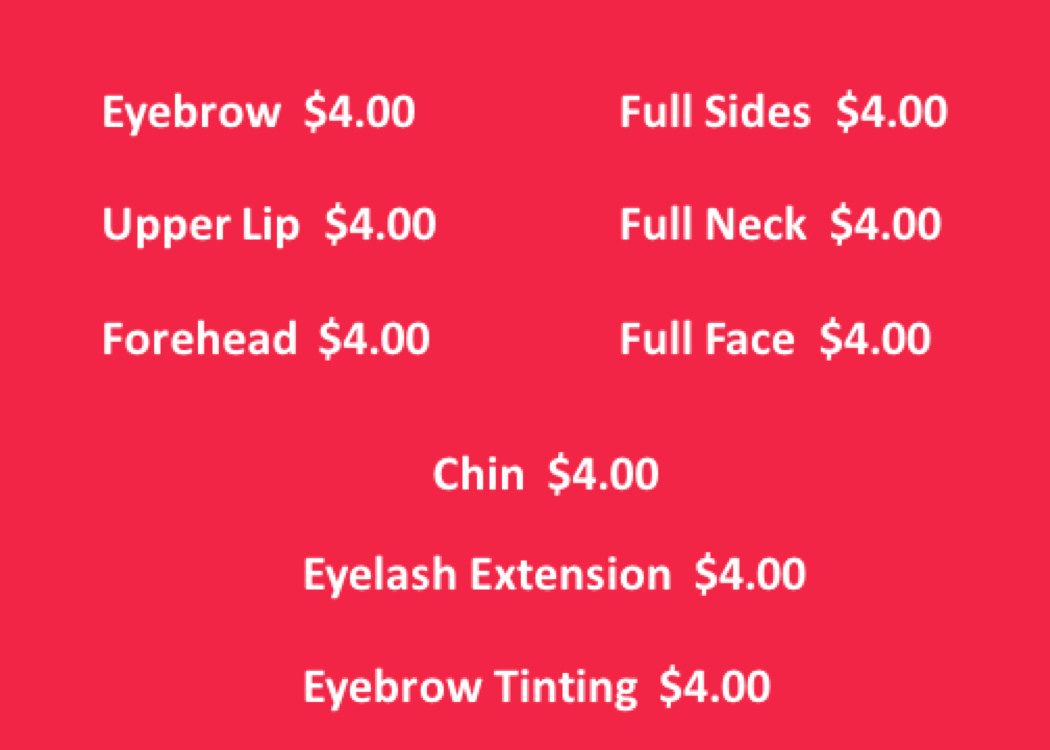 Eyebrow $4.00
Upper Lip $4.00
Forehead $4.00
Full Sides $4.00
Full Neck $4.00
Full Face $4.00
Chin $4.00
Eyelash Extension $4.00
Eyebrow Tinting $4.00